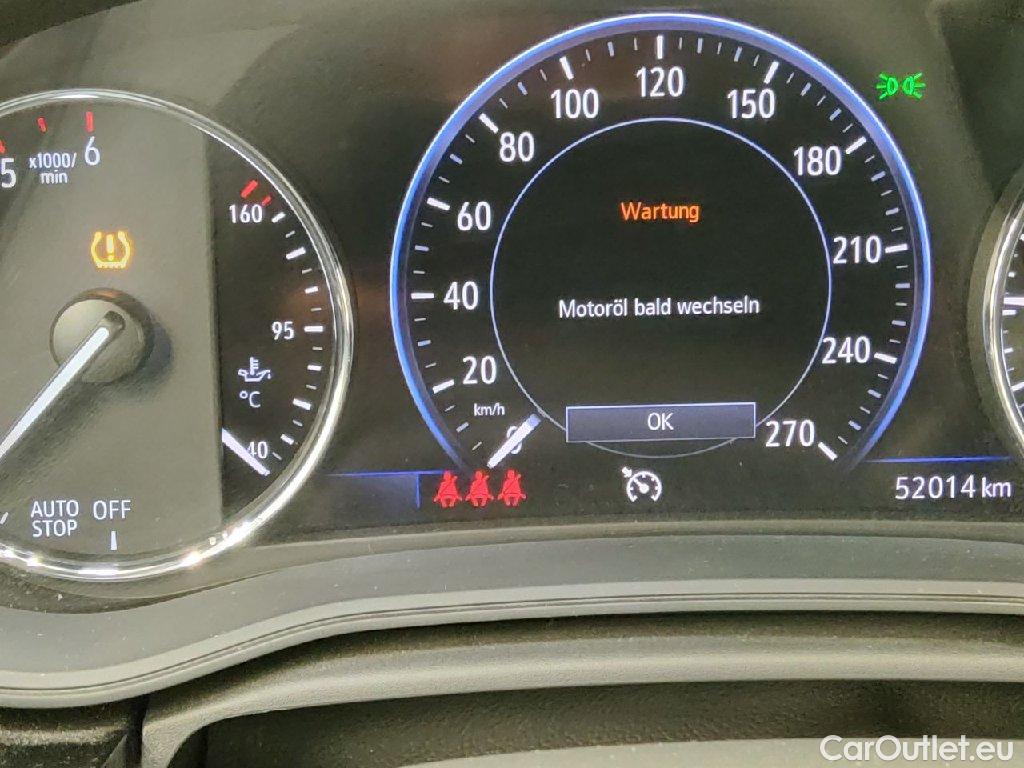 5
x1000/
min
6
160
95
°C
40
AUTO
STOP
OFF
0
20
40
60
80
100
120
150
180
210
240
270
km/h
Wartung
Motoröl bald wechseln
OK
52014 km
CarOutlet.eu